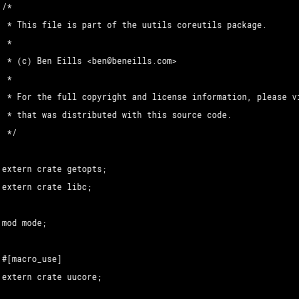 /*
 * This file is part of the uutils coreutils package.
 *
 * (c) Ben Eills <ben@beneills.com>
 *
 * For the full copyright and license information, please
 * that was distributed with this source code.
 */
extern crate getopts;
extern crate libc;
mod mode;
#[macro_use]
extern crate uucore;